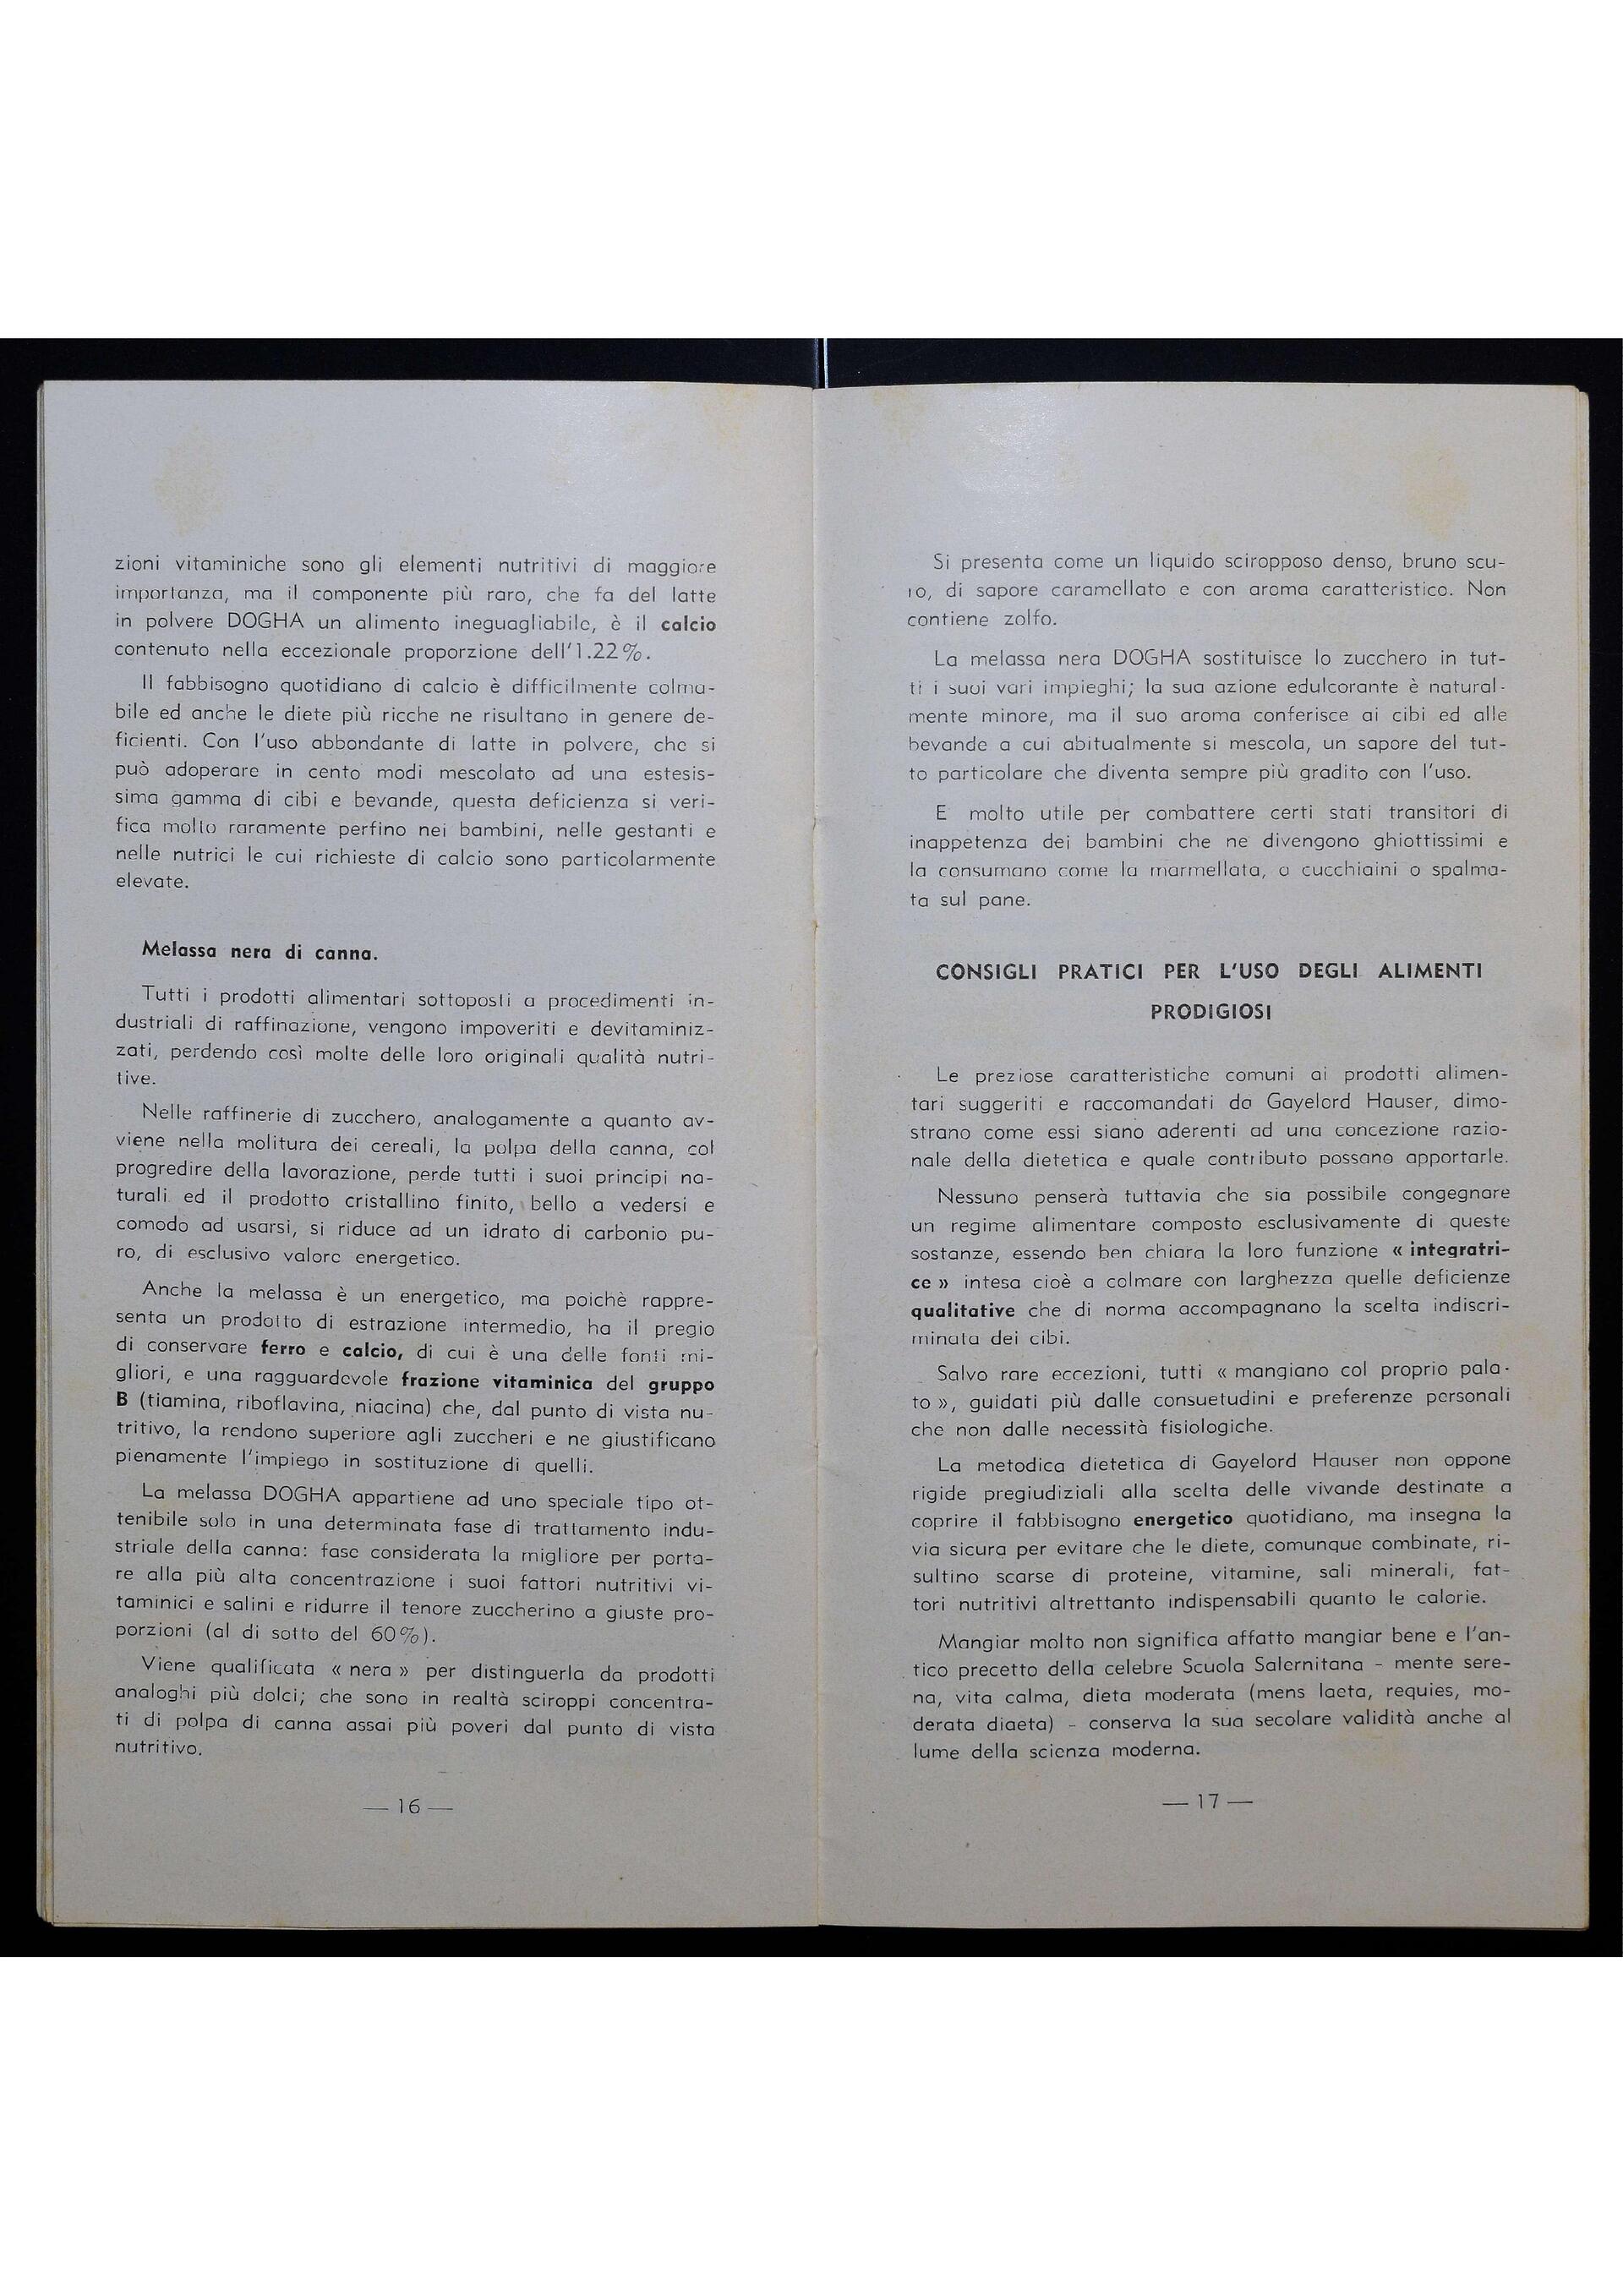 zioni vitaminiche sono gli elementi nutritivi di maggiore
importanza, ma il componente più raro, che fa del latte
in polvere DOGHA un alimento ineguagliabile, è il calcio
contenuto nella eccezionale proporzione dell'1.22%.
Il fabbisogno quotidiano di calcio è difficilmente colma-
bile ed anche le diete più ricche ne risultano in genere de-
ficienti. Con l'uso abbondante di latte in polvere, che si
può adoperare in cento modi mescolato ad una estesis-
sima gamma di cibi e bevande, questa deficienza si veri-
fica molto raramente perfino nei bambini, nelle gestanti e
nelle nutrici le cui richieste di calcio sono particolarmente
elevate.
Melassa nera di canna.
Tutti i prodotti alimentari sottoposti a procedimenti in-
dustriali di raffinazione, vengono impoveriti e devitaminiz-
zati, perdendo così molte delle loro originali qualità nutri-
tive.
Nelle raffinerie di zucchero, analogamente a quanto av-
viene nella molitura dei cereali, la polpa della canna, col
progredire della lavorazione, perde tutti i suoi principi na-
turali ed il prodotto cristallino finito, bello a vedersi e
comodo ad usarsi, si riduce ad un idrato di carbonio pu-
ro, di esclusivo valore energetico.
Anche la melassa è un energetico, ma poichè rappre-
senta un prodotto di estrazione intermedio, ha il pregio
di conservare ferro e calcio, di cui è una delle fonti mi-
gliori, e una ragguardevole frazione vitaminica del gruppo
B (tiamina, riboflavina, niacina) che, dal punto di vista nu-
tritivo, la rendono superiore agli zuccheri e ne giustificano
pienamente l'impiego in sostituzione di quelli.
La melassa DOGHA appartiene ad uno speciale tipo ot-
tenibile solo in una determinata fase di trattamento indu-
striale della canna: fase considerata la migliore per porta-
re alla più alta concentrazione i suoi fattori nutritivi vi-
taminici e salini e ridurre il tenore zuccherino a giuste pro-
porzioni (al di sotto del 60%).
Viene qualificata « nera » per distinguerla da prodotti
analoghi più dolci; che sono in realtà sciroppi concentra-
ti di polpa di canna assai più poveri dal punto di vista
nutritivo.
— 16 —
Si presenta come un liquido sciropposo denso, bruno scu-
ro, di sapore caramellato e con aroma caratteristico. Non
contiene zolfo.
La melassa nera DOGHA sostituisce lo zucchero in tut-
ti i suoi vari impieghi; la sua azione edulcorante è natural-
mente minore, ma il suo aroma conferisce ai cibi ed alle
bevande a cui abitualmente si mescola, un sapore del tut-
to particolare che diventa sempre più gradito con l'uso.
E molto utile per combattere certi stati transitori di
inappetenza dei bambini che ne divengono ghiottissimi e
la consumano come la marmellata, a cucchiaini o spalma-
ta sul pane.
CONSIGLI PRATICI PER L'USO DEGLI ALIMENTI
PRODIGIOSI
Le preziose caratteristiche comuni ai prodotti alimen-
tari suggeriti e raccomandati da Gayelord Hauser, dimo-
strano come essi siano aderenti ad una concezione razio-
nale della dietetica e quale contributo possano apportarle.
Nessuno penserà tuttavia che sia possibile congegnare
un regime alimentare composto esclusivamente di queste
sostanze, essendo ben chiara la loro funzione « integratri-
ce » intesa cioè a colmare con larghezza quelle deficienze
qualitative che di norma accompagnano la scelta indiscri-
minata dei cibi.
Salvo rare eccezioni, tutti « mangiano col proprio pala-
to », guidati più dalle consuetudini e preferenze personali
che non dalle necessità fisiologiche.
La metodica dietetica di Gayelord Hauser non oppone
rigide pregiudiziali alla scelta delle vivande destinate a
coprire il fabbisogno energetico quotidiano, ma insegna la
via sicura per evitare che le diete, comunque combinate, ri-
sultino scarse di proteine, vitamine, sali minerali, fat-
tori nutritivi altrettanto indispensabili quanto le calorie.
Mangiar molto non significa affatto mangiar bene e l'an-
tico precetto della celebre Scuola Salernitana - mente sere-
na, vita calma, dieta moderata (mens laeta, requies, mo-
derata diaeta) - conserva la sua secolare validità anche al
lume della scienza moderna.
— 17 —